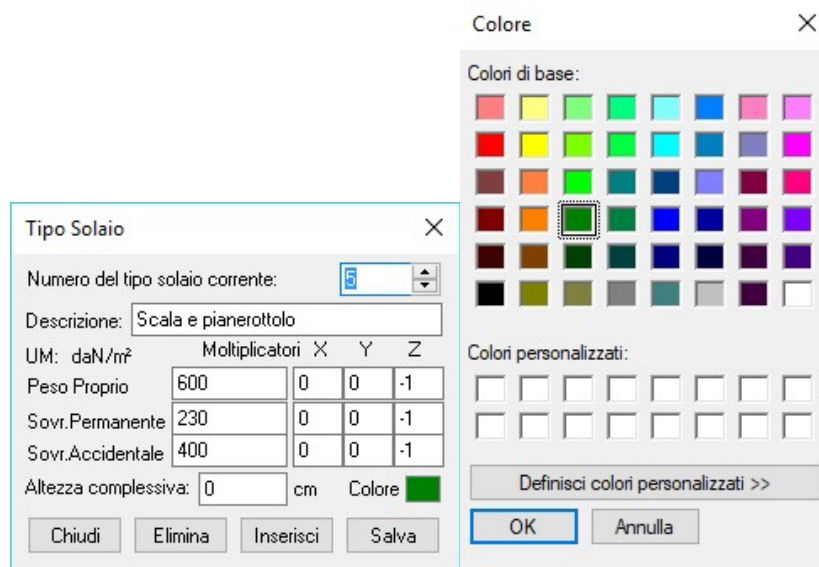 Tipo Solaio
Numero del tipo solaio corrente: 5
Descrizione: Scala e pianerottolo
UM: daN/m² Moltiplicatori X Y Z
Peso Proprio 600 0 0 -1
Sovr.Permanente 230 0 0 -1
Sovr.Accidentale 400 0 0 -1
Altezza complessiva: 0 cm Colore
Chiudi Elimina Inserisci Salva
Colore
Colori di base:
Colori personalizzati:
Definisci colori personalizzati >>
OK Annulla